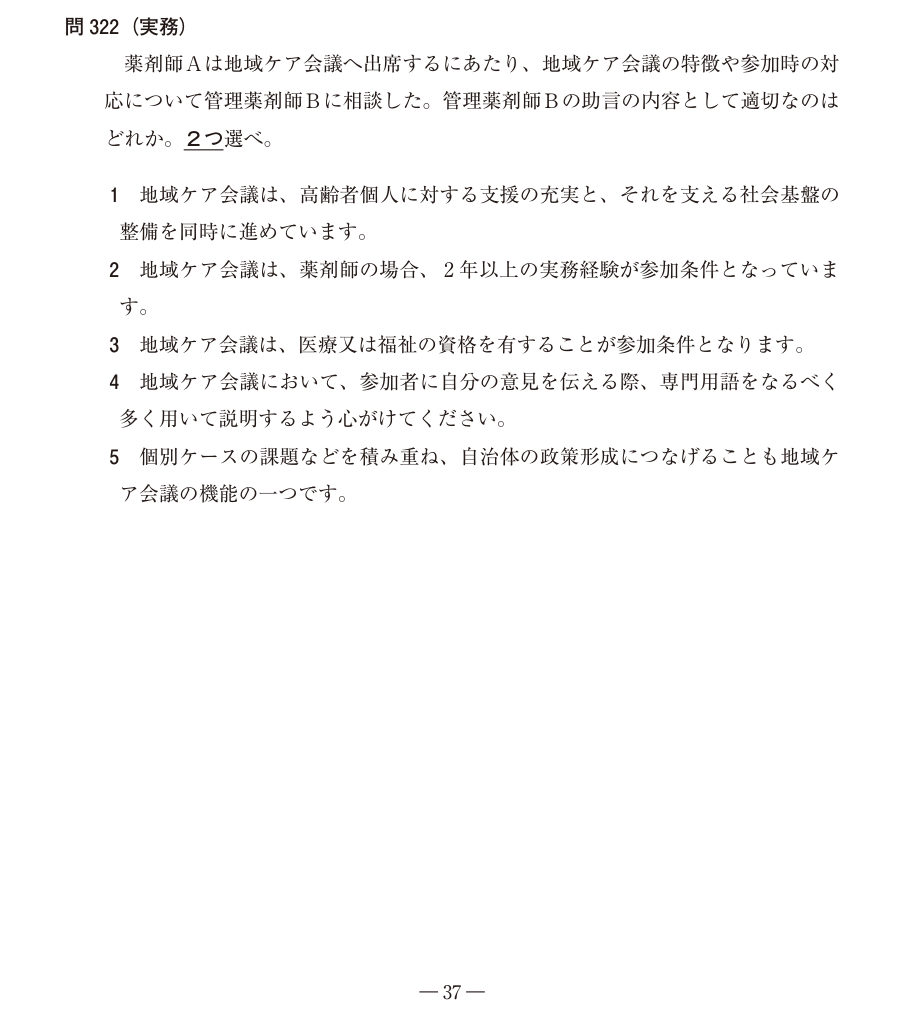 問 322（実務）
薬剤師Ａは地域ケア会議へ出席するにあたり、地域ケア会議の特徴や参加時の対
応について管理薬剤師Ｂに相談した。管理薬剤師Ｂの助言の内容として適切なのは
どれか。２つ選べ。
1　地域ケア会議は、高齢者個人に対する支援の充実と、それを支える社会基盤の
整備を同時に進めています。
2　地域ケア会議は、薬剤師の場合、２年以上の実務経験が参加条件となっていま
す。
3　地域ケア会議は、医療又は福祉の資格を有することが参加条件となります。
4　地域ケア会議において、参加者に自分の意見を伝える際、専門用語をなるべく
多く用いて説明するよう心がけてください。
5　個別ケースの課題などを積み重ね、自治体の政策形成につなげることも地域ケ
ア会議の機能の一つです。
― 37 ―